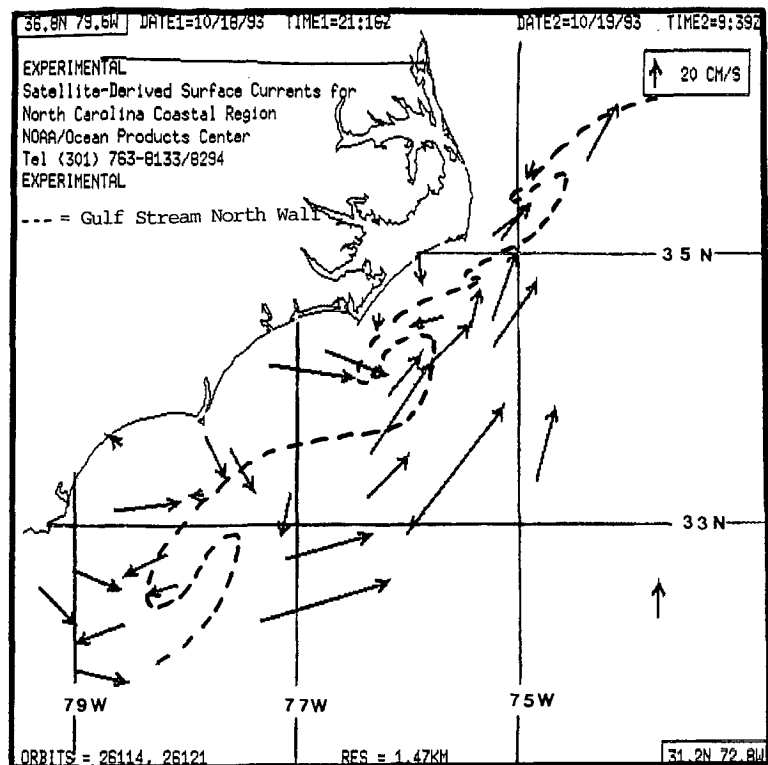 36.8N 79.6W DATE1=10/18/93 TIME1=21:16Z DATE2=10/19/93 TIME2=9:39Z
EXPERIMENTAL
Satellite-Derived Surface Currents for
North Carolina Coastal Region
NOAA/Ocean Products Center
Tel (301) 763-8133/8294
EXPERIMENTAL
--- = Gulf Stream North Wall
20 CM/S
35 N
33 N
79W 77W 75W
ORBITS = 26114, 26121 RES = 1.47KM 31.2N 72.8W